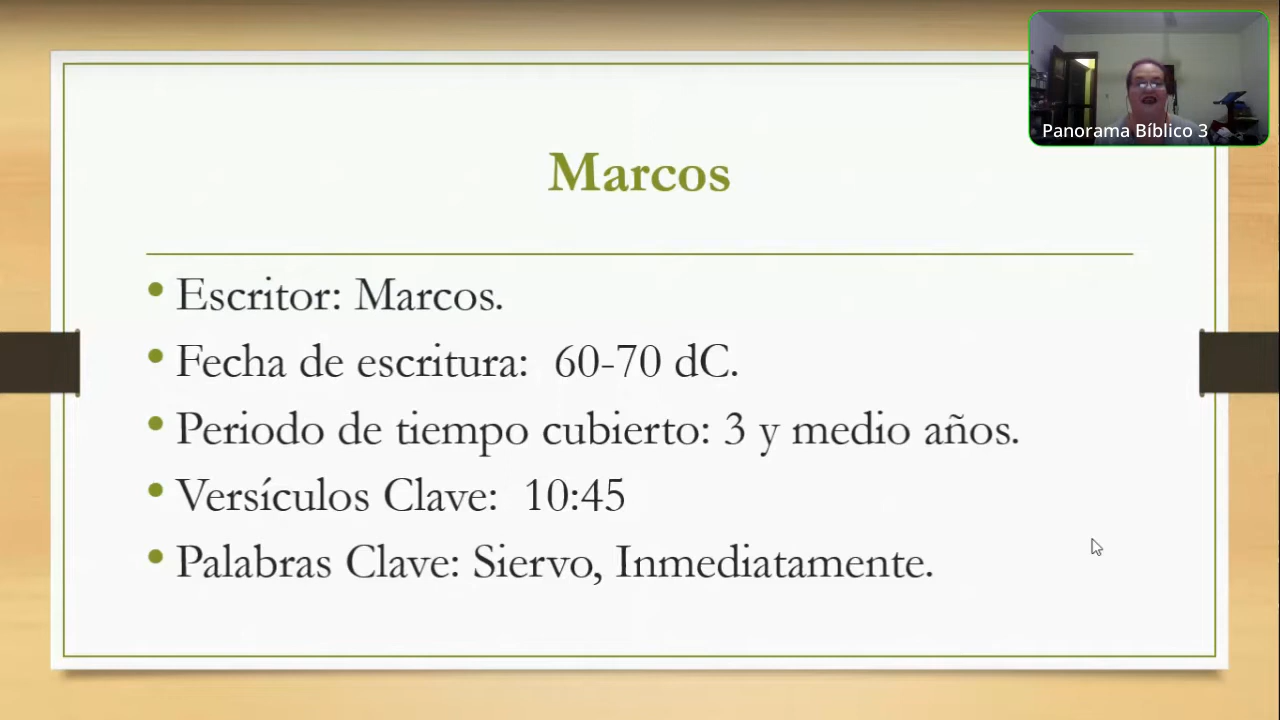 Panorama Bíblico 3
Marcos
• Escritor: Marcos.
• Fecha de escritura:  60-70 dC.
• Periodo de tiempo cubierto: 3 y medio años.
• Versículos Clave:  10:45
• Palabras Clave: Siervo, Inmediatamente.